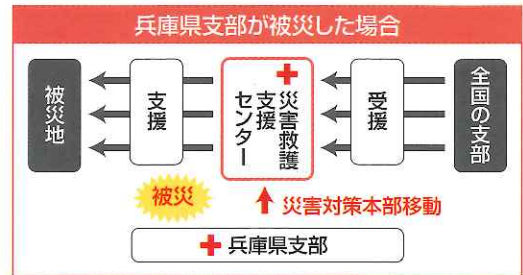 兵庫県支部が被災した場合
被災地
支援
災害救護
支援
センター
受援
全国の支部
被災
災害対策本部移動
兵庫県支部